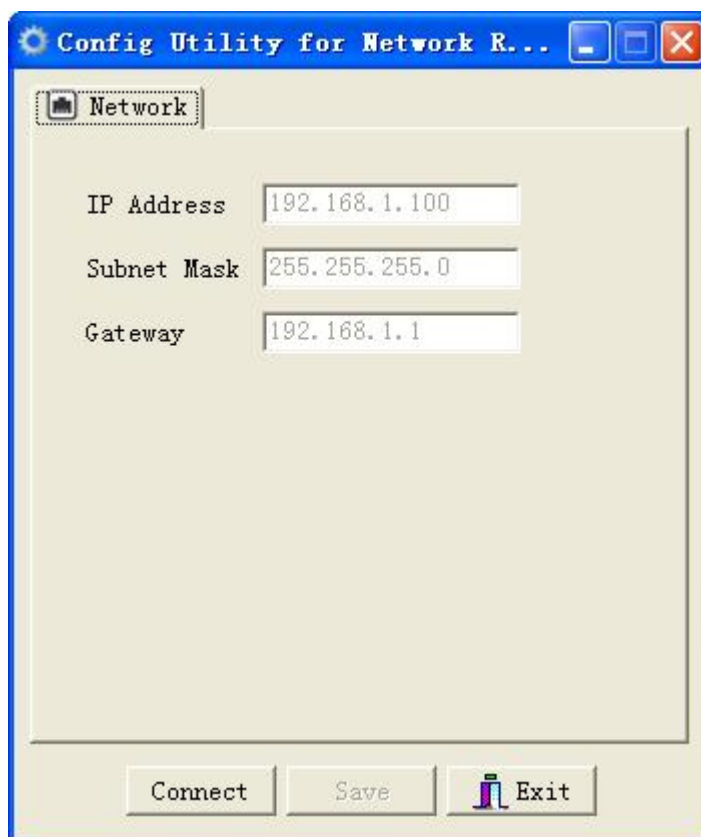 Config Utility for Network R...
Network
IP Address 192.168.1.100
Subnet Mask 255.255.255.0
Gateway 192.168.1.1
Connect Save Exit